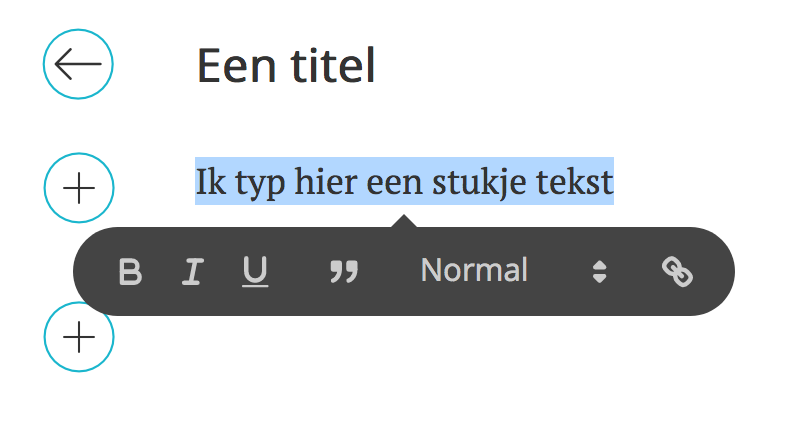 Een titel
Ik typ hier een stukje tekst
B I U ” Normal